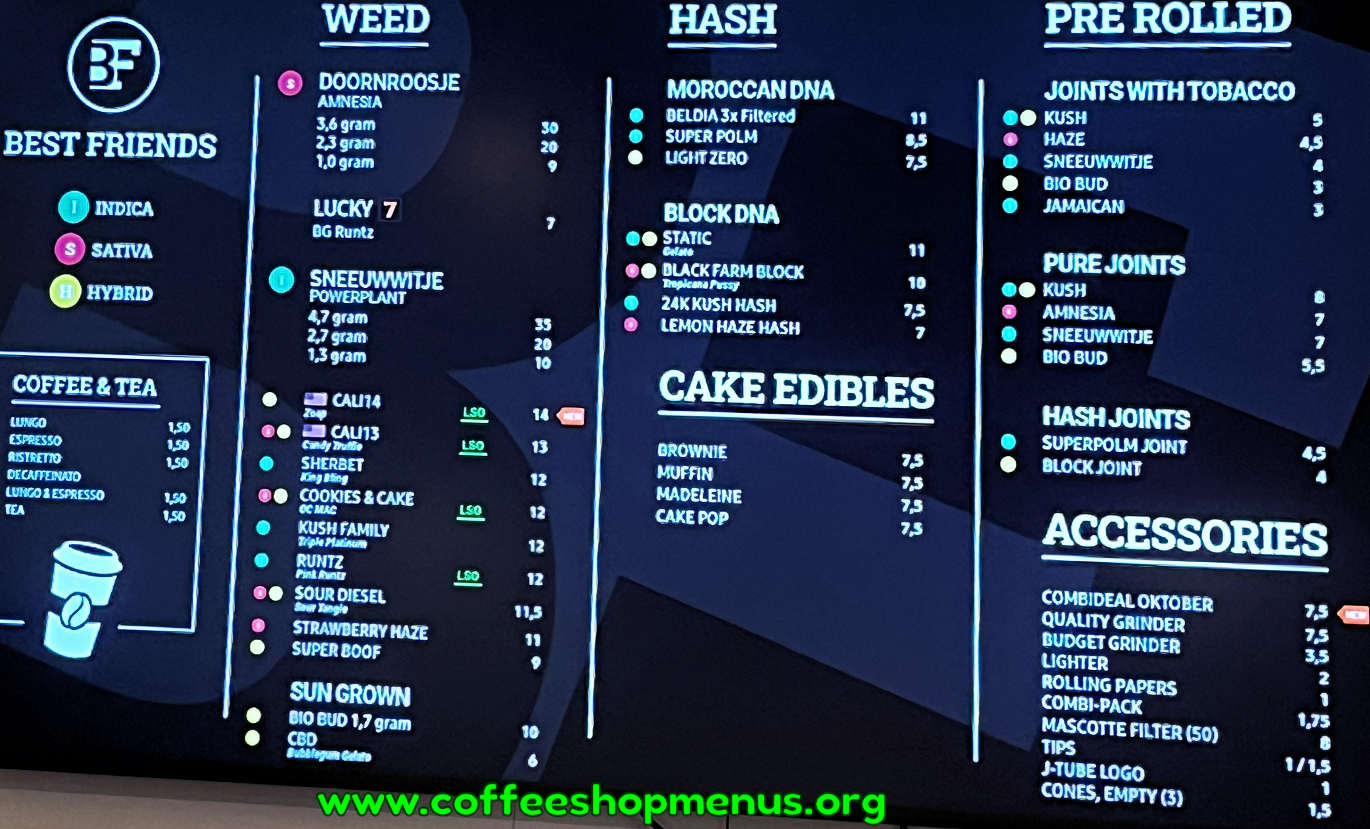 BF
BEST FRIENDS
I INDICA
S SATIVA
H HYBRID
COFFEE & TEA
LUNGO 1,50
ESPRESSO 1,50
RISTRETTO 1,50
DECAFFEINATO
LUNGO & ESPRESSO 1,50
TEA 1,50
WEED
S DOORNROOSJE
AMNESIA
3,6 gram 30
2,3 gram 20
1,0 gram 9
LUCKY 7
BG Runtz 7
I SNEEUWWITJE
POWERPLANT
4,7 gram 35
2,7 gram 20
1,3 gram 10
CALI14 LSO 14 NEW
Zoap
CALI13 LSO 13
Candy Truffle
SHERBET 12
King Bling
COOKIES & CAKE LSO 12
OC MAC
KUSH FAMILY 12
Triple Platinum
RUNTZ LSO 12
Pink Runtz
SOUR DIESEL 11,5
Sour Tangie
STRAWBERRY HAZE 11
SUPER BOOF 9
SUN GROWN
BIO BUD 1,7 gram 10
CBD 6
Bubblegum Gelato
HASH
MOROCCAN DNA
BELDIA 3x Filtered 11
SUPER POLM 8,5
LIGHT ZERO 7,5
BLOCK DNA
STATIC 11
Gelato
BLACK FARM BLOCK 10
Tropicana Pussy
24K KUSH HASH 7,5
LEMON HAZE HASH 7
CAKE EDIBLES
BROWNIE 7,5
MUFFIN 7,5
MADELEINE 7,5
CAKE POP 7,5
PRE ROLLED
JOINTS WITH TOBACCO
KUSH 5
HAZE 4,5
SNEEUWWITJE 4
BIO BUD 3
JAMAICAN 3
PURE JOINTS
KUSH 8
AMNESIA 7
SNEEUWWITJE 7
BIO BUD 5,5
HASH JOINTS
SUPERPOLM JOINT 4,5
BLOCK JOINT 4
ACCESSORIES
COMBIDEAL OKTOBER 7,5 NEW
QUALITY GRINDER 7,5
BUDGET GRINDER 3,5
LIGHTER 2
ROLLING PAPERS 1
COMBI-PACK 1,75
MASCOTTE FILTER (50) 8
TIPS 1 / 1,5
J-TUBE LOGO 1
CONES, EMPTY (3) 1,5
www.coffeeshopmenus.org